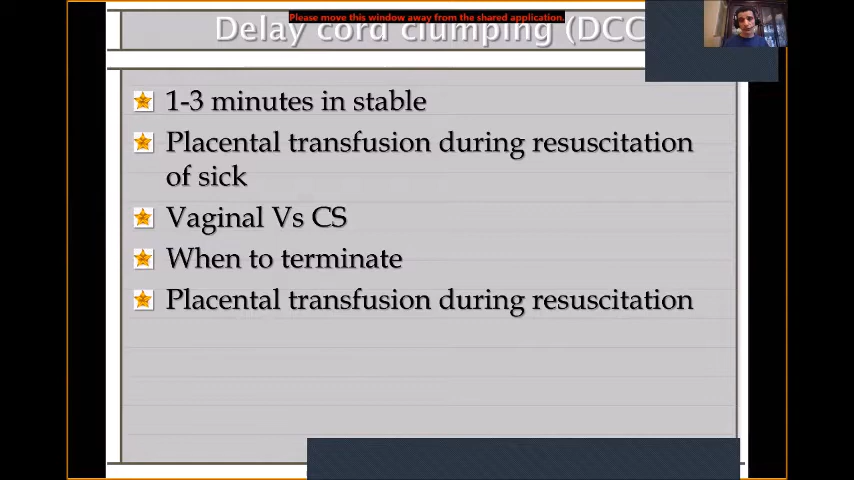 Please move this window away from the shared application.
Delay cord clumping (DCC
1-3 minutes in stable
Placental transfusion during resuscitation
of sick
Vaginal Vs CS
When to terminate
Placental transfusion during resuscitation